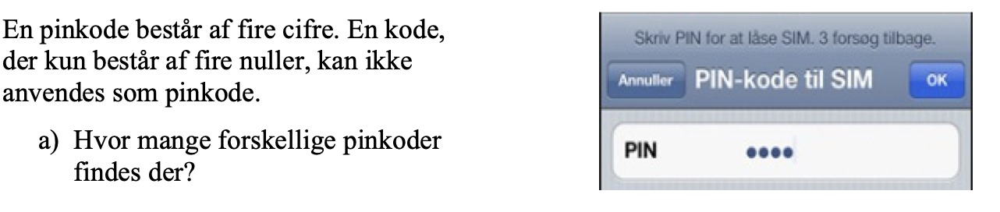 En pinkode består af fire cifre. En kode,
der kun består af fire nuller, kan ikke
anvendes som pinkode.
a) Hvor mange forskellige pinkoder
findes der?
Skriv PIN for at låse SIM. 3 forsøg tilbage.
Annuller PIN-kode til SIM OK
PIN ••••